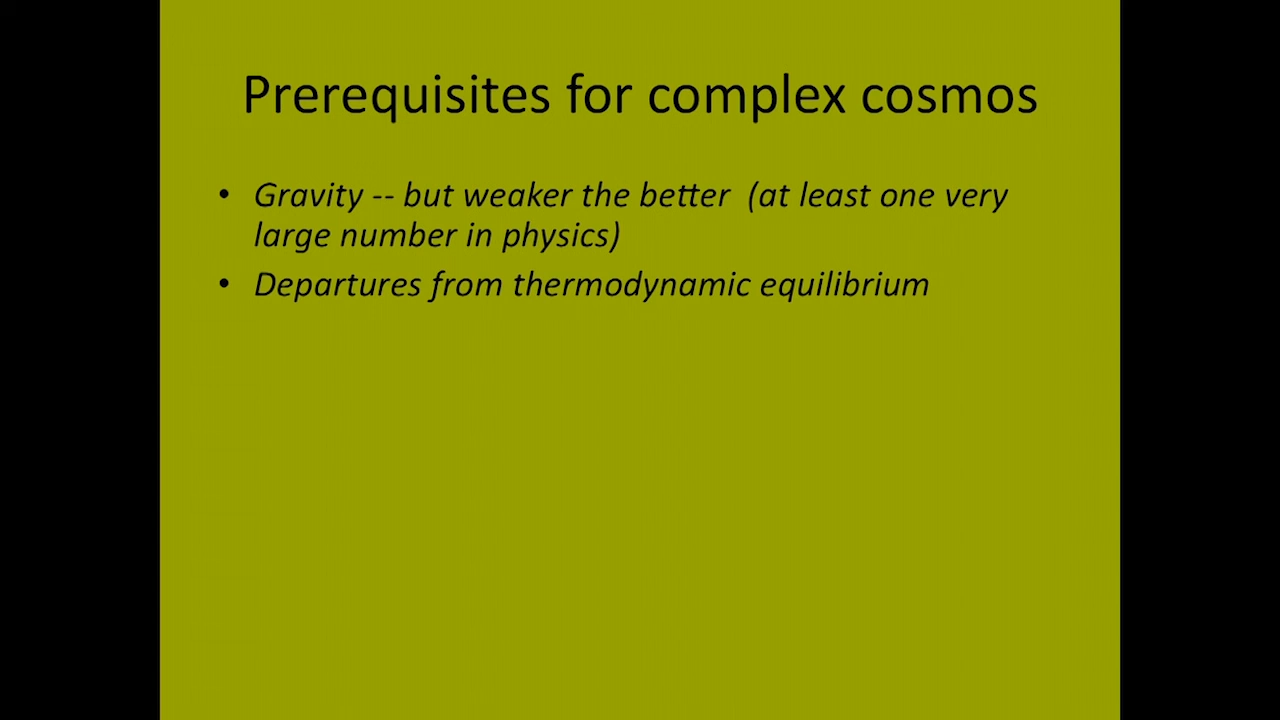 Prerequisites for complex cosmos
• Gravity -- but weaker the better (at least one very
large number in physics)
• Departures from thermodynamic equilibrium